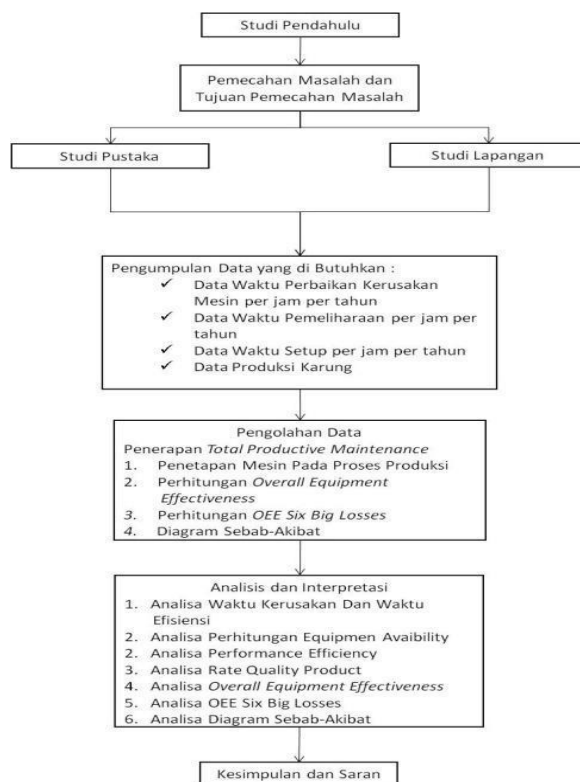 Studi Pendahulu
Pemecahan Masalah dan
Tujuan Pemecahan Masalah
Studi Pustaka
Studi Lapangan
Pengumpulan Data yang di Butuhkan :
✓ Data Waktu Perbaikan Kerusakan
Mesin per jam per tahun
✓ Data Waktu Pemeliharaan per jam per
tahun
✓ Data Waktu Setup per jam per tahun
✓ Data Produksi Karung
Pengolahan Data
Penerapan Total Productive Maintenance
1. Penetapan Mesin Pada Proses Produksi
2. Perhitungan Overall Equipment
Effectiveness
3. Perhitungan OEE Six Big Losses
4. Diagram Sebab-Akibat
Analisis dan Interpretasi
1. Analisa Waktu Kerusakan Dan Waktu
Efisiensi
2. Analisa Perhitungan Equipmen Avaibility
2. Analisa Performance Efficiency
3. Analisa Rate Quality Product
4. Analisa Overall Equipment Effectiveness
5. Analisa OEE Six Big Losses
6. Analisa Diagram Sebab-Akibat
Kesimpulan dan Saran